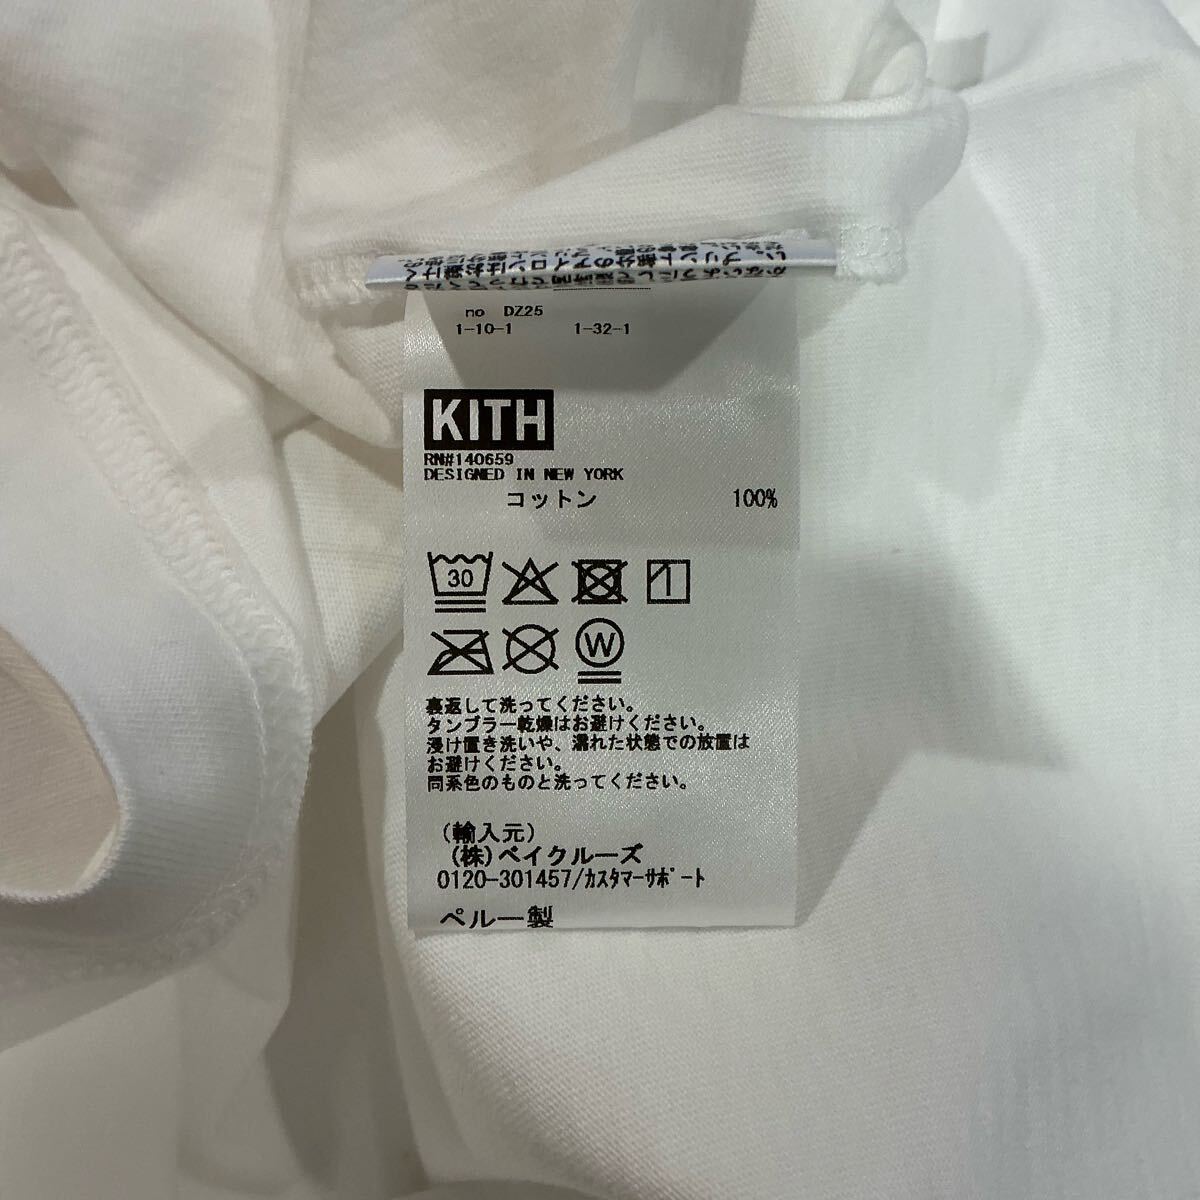 no DZ25
1-10-1 1-32-1
KITH
RN#140659
DESIGNED IN NEW YORK
コットン 100%
30
W
裏返して洗ってください。
タンブラー乾燥はお避けください。
浸け置き洗いや、濡れた状態での放置は
お避けください。
同系色のものと洗ってください。
(輸入元)
(株)ベイクルーズ
0120-301457/カスタマーサポート
ペルー製